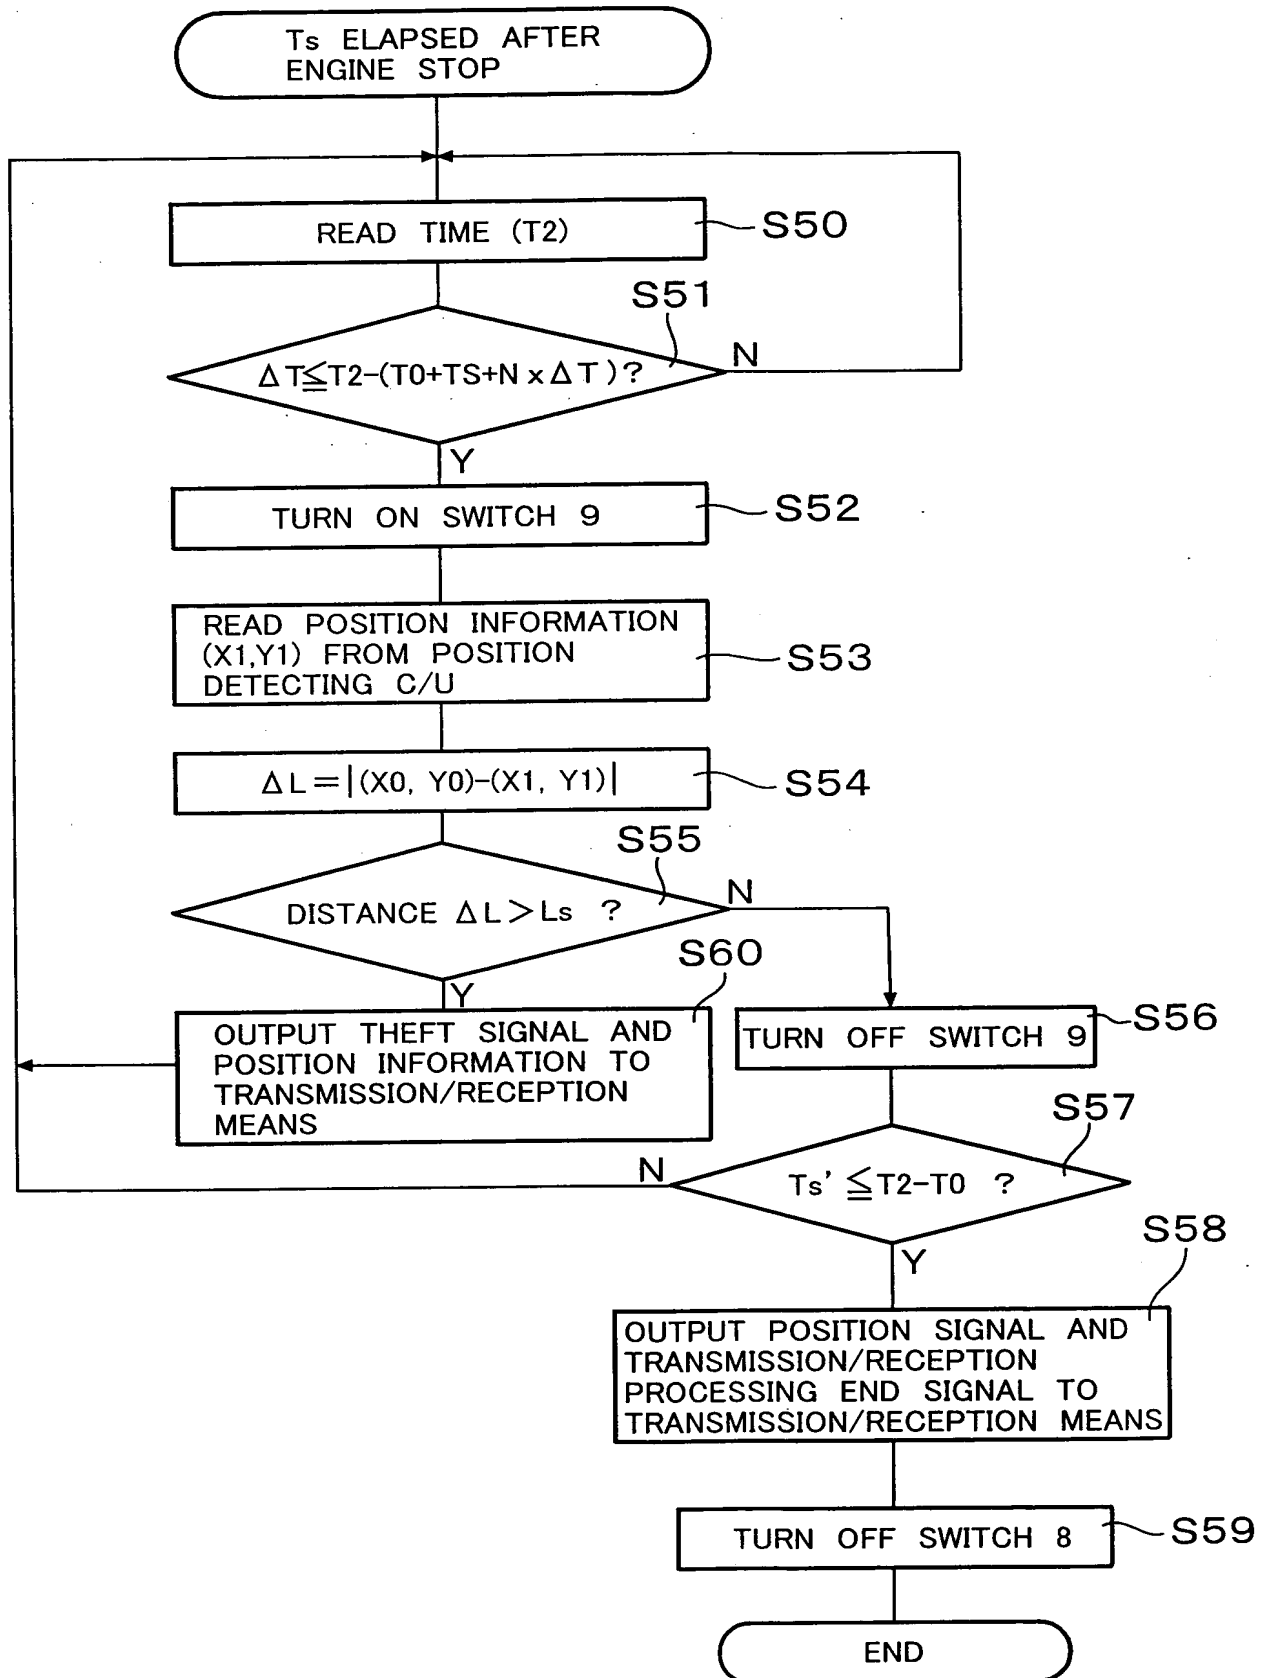 Ts ELAPSED AFTER
ENGINE STOP
READ TIME (T2)
S50
S51
ΔT≦T2-(T0+TS+N x ΔT)?
N
Y
TURN ON SWITCH 9
S52
READ POSITION INFORMATION
(X1,Y1) FROM POSITION
DETECTING C/U
S53
ΔL=|(X0, Y0)-(X1, Y1)|
S54
S55
DISTANCE ΔL>Ls ?
N
Y
S60
OUTPUT THEFT SIGNAL AND
POSITION INFORMATION TO
TRANSMISSION/RECEPTION
MEANS
TURN OFF SWITCH 9
S56
S57
Ts' ≦T2-T0 ?
N
Y
S58
OUTPUT POSITION SIGNAL AND
TRANSMISSION/RECEPTION
PROCESSING END SIGNAL TO
TRANSMISSION/RECEPTION MEANS
TURN OFF SWITCH 8
S59
END